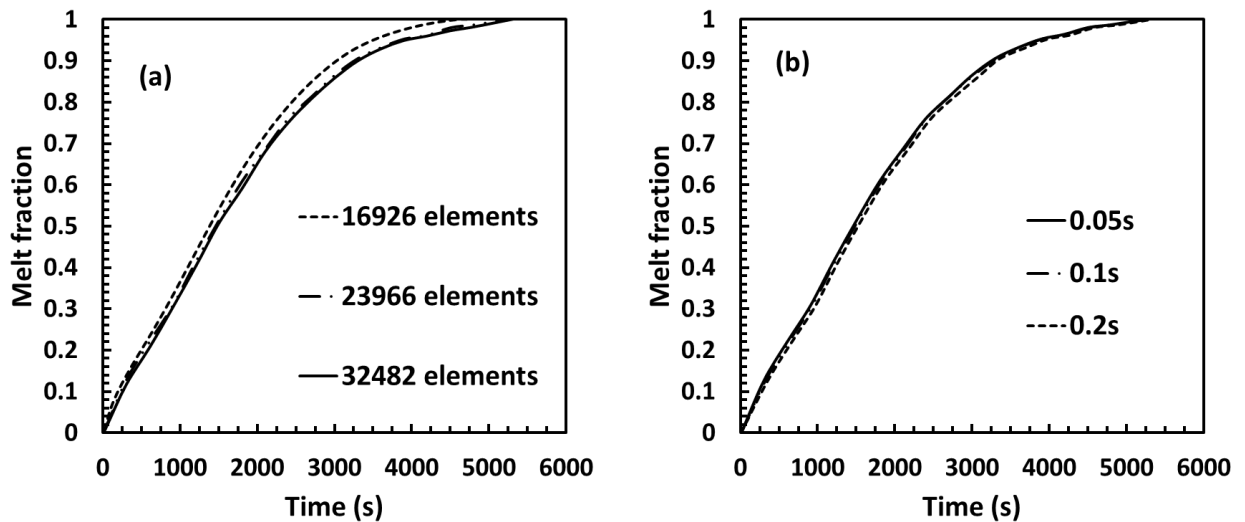 (a)
Melt fraction
1
0.9
0.8
0.7
0.6
0.5
0.4
0.3
0.2
0.1
0
16926 elements
23966 elements
32482 elements
0 1000 2000 3000 4000 5000 6000
Time (s)
(b)
Melt fraction
1
0.9
0.8
0.7
0.6
0.5
0.4
0.3
0.2
0.1
0
0.05s
0.1s
0.2s
0 1000 2000 3000 4000 5000 6000
Time (s)